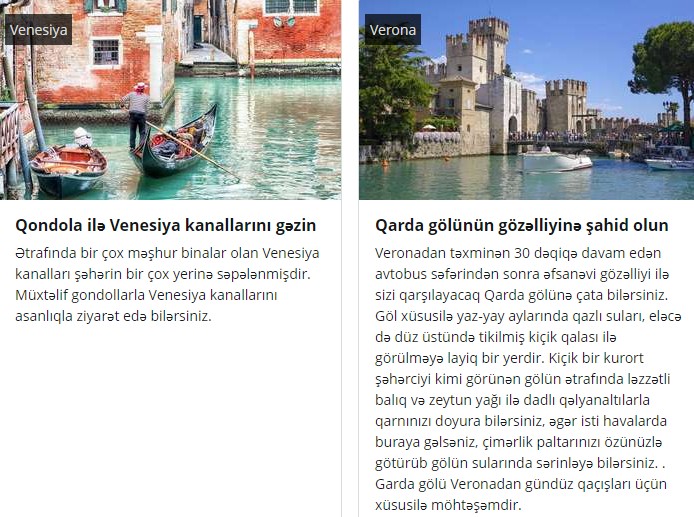 Venesiya
Qondola ilə Venesiya kanallarını gəzin
Ətrafında bir çox məşhur binalar olan Venesiya
kanalları şəhərin bir çox yerinə səpələnmişdir.
Müxtəlif gondollarla Venesiya kanallarını
asanlıqla ziyarət edə bilərsiniz.
Verona
Qarda gölünün gözəlliyinə şahid olun
Veronadan təxminən 30 dəqiqə davam edən
avtobus səfərindən sonra əfsanəvi gözəlliyi ilə
sizi qarşılayacaq Qarda gölünə çata bilərsiniz.
Göl xüsusilə yaz-yay aylarında qazlı suları, eləcə
də düz üstündə tikilmiş kiçik qalası ilə
görülməyə layiq bir yerdir. Kiçik bir kurort
şəhərciyi kimi görünən gölün ətrafında ləzzətli
balıq və zeytun yağı ilə dadlı qəlyanaltılarla
qarnınızı doyura bilərsiniz, əgər isti havalarda
buraya gəlsəniz, çimərlik paltarınızı özünüzlə
götürüb gölün sularında sərinləyə bilərsiniz. .
Garda gölü Veronadan gündüz qaçışları üçün
xüsusilə möhtəşəmdir.